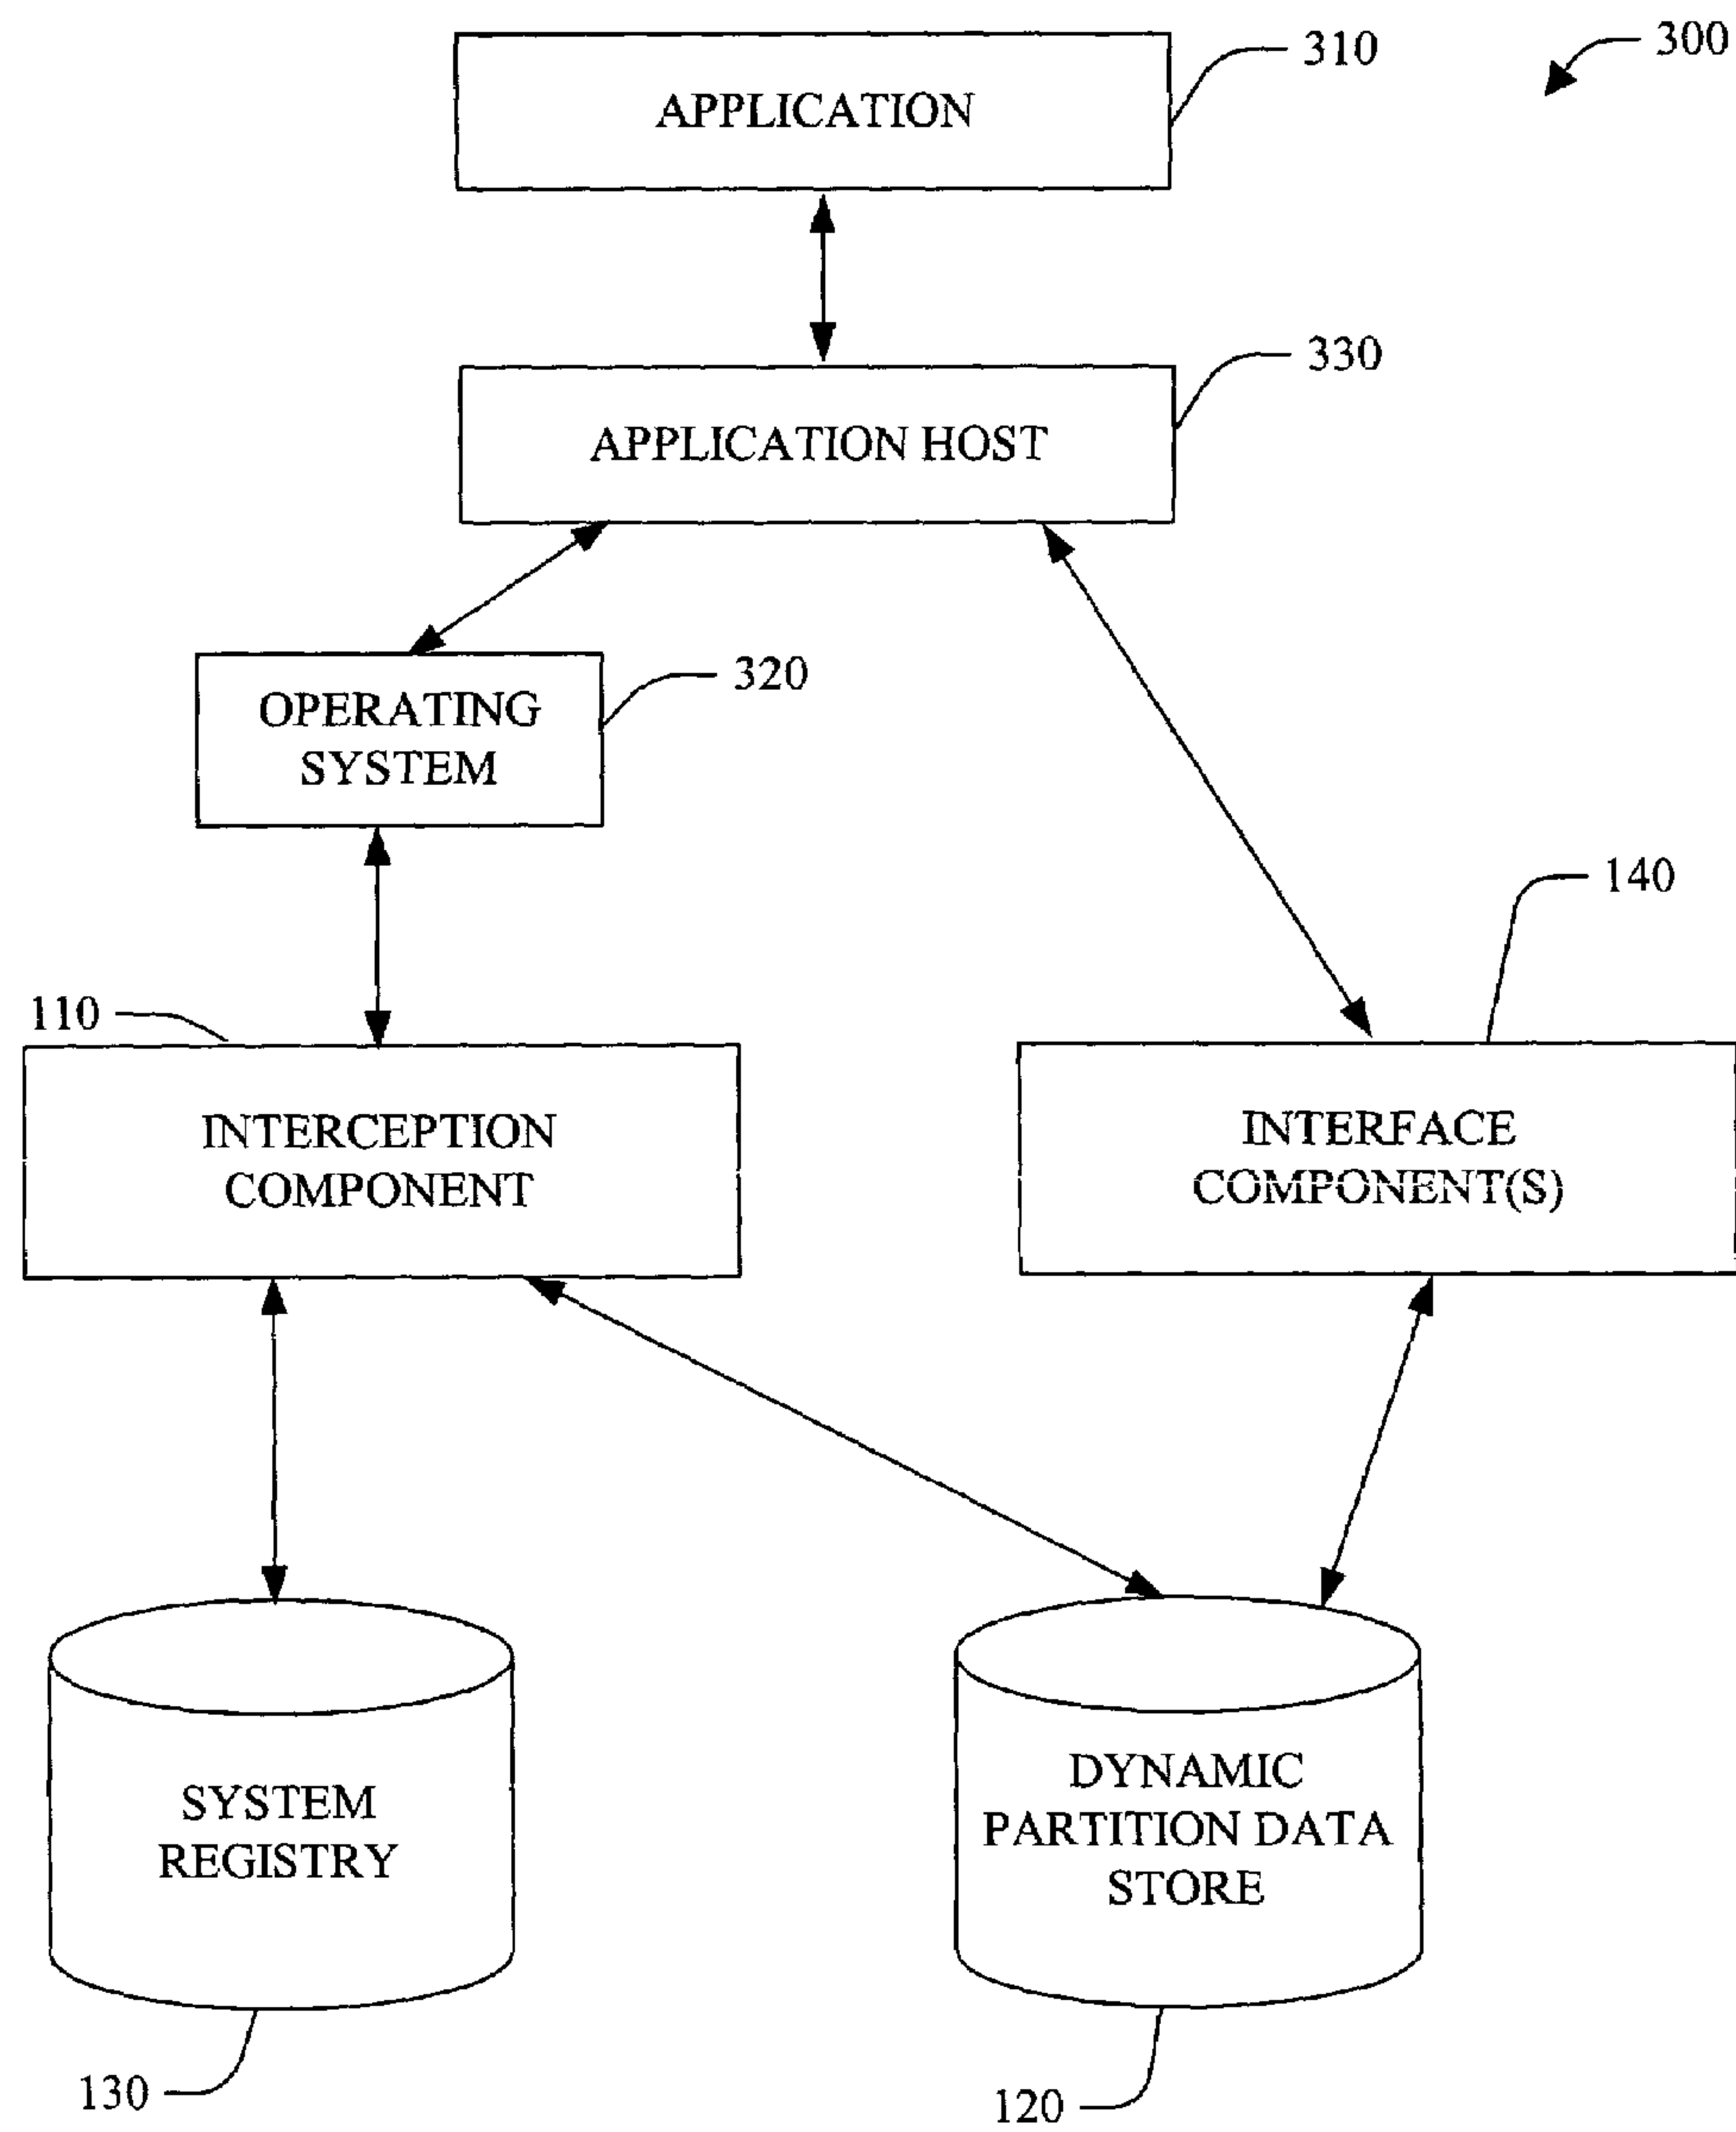 300
310
APPLICATION
330
APPLICATION HOST
320
OPERATING
SYSTEM
140
110
INTERCEPTION
COMPONENT
INTERFACE
COMPONENT(S)
SYSTEM
REGISTRY
DYNAMIC
PARTITION DATA
STORE
130
120